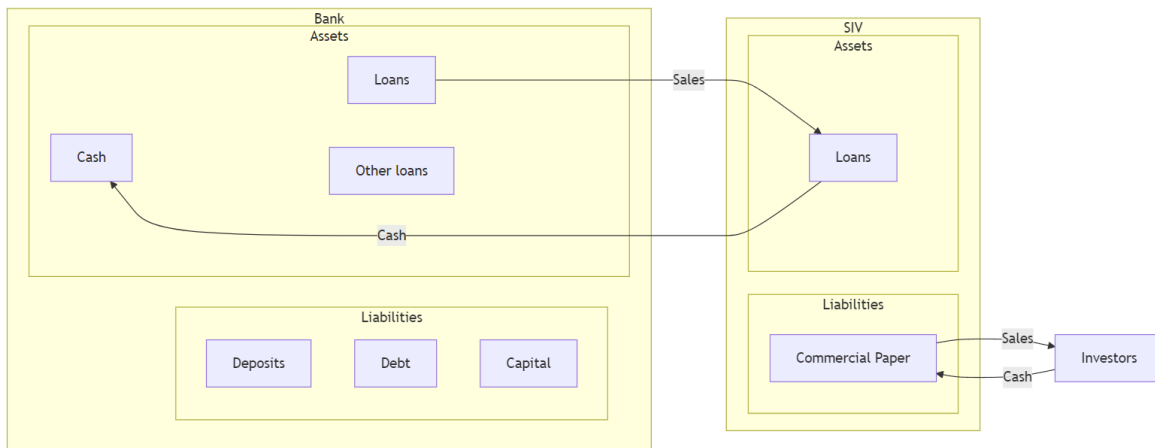 Bank
Assets
Loans
Sales
Cash
Other loans
Cash
Liabilities
Deposits
Debt
Capital
SIV
Assets
Loans
Liabilities
Commercial Paper
Sales
Cash
Investors